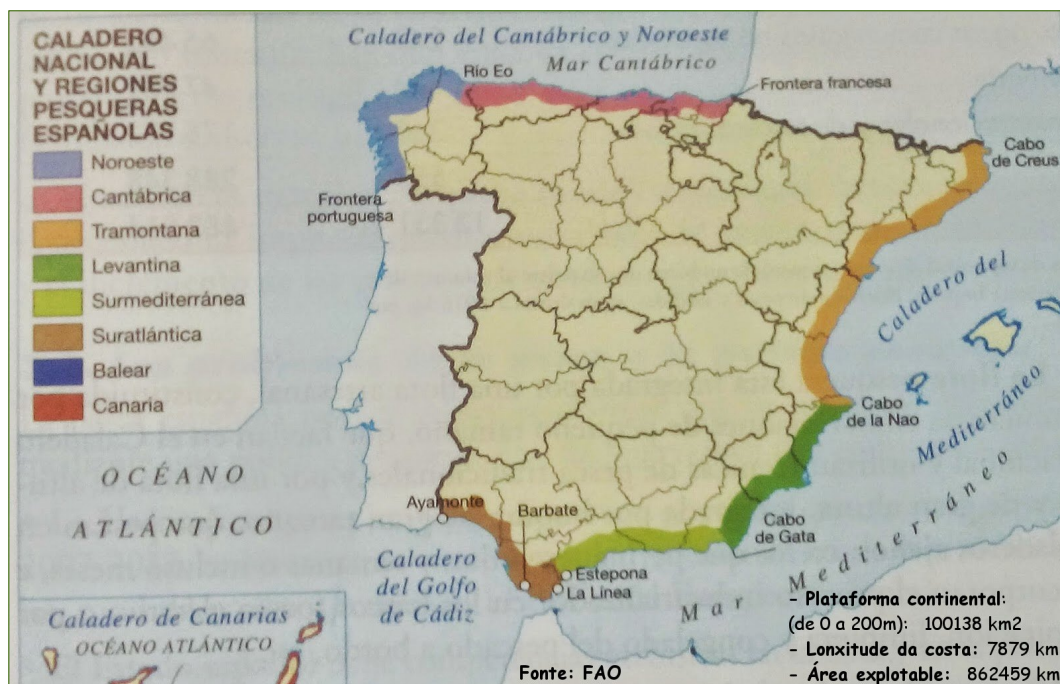 CALADERO
NACIONAL
Y REGIONES
PESQUERAS
ESPAÑOLAS
Noroeste
Cantábrica
Tramontana
Levantina
Surmediterránea
Suratlántica
Balear
Canaria
Caladero del Cantábrico y Noroeste
Mar Cantábrico
Río Eo
Frontera francesa
Cabo
de Creus
Frontera
portuguesa
Caladero del
Mediterráneo
Cabo
de la Nao
OCÉANO
ATLÁNTICO
Ayamonte
Barbate
Cabo
de Gata
Caladero
del Golfo
de Cádiz
Estepona
La Línea
Mar Mediterráneo
Caladero de Canarias
OCÉANO ATLÁNTICO
Fonte: FAO
- Plataforma continental:
(de 0 a 200m): 100138 km2
- Lonxitude da costa: 7879 km
- Área explotable: 862459 km